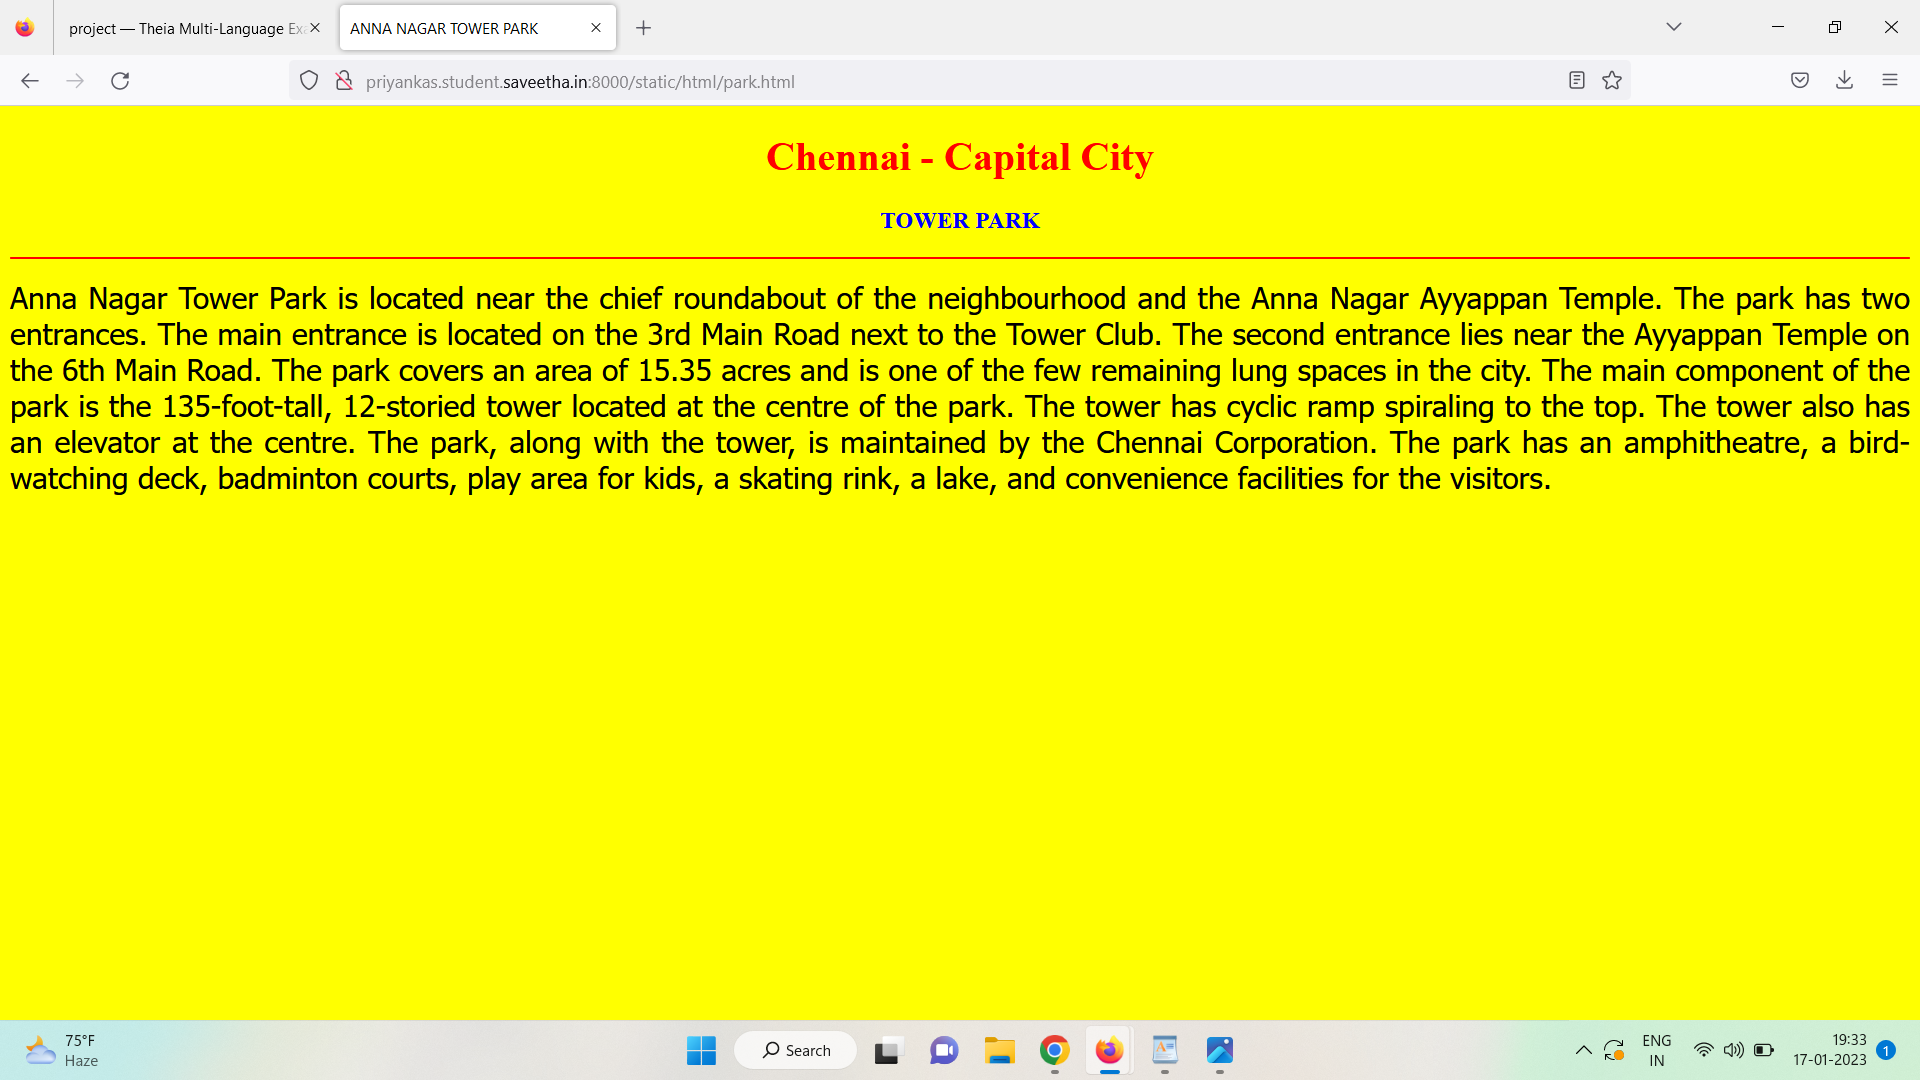 project — Theia Multi-Language Exa
ANNA NAGAR TOWER PARK
priyankas.student.saveetha.in:8000/static/html/park.html
Chennai - Capital City
TOWER PARK
Anna Nagar Tower Park is located near the chief roundabout of the neighbourhood and the Anna Nagar Ayyappan Temple. The park has two
entrances. The main entrance is located on the 3rd Main Road next to the Tower Club. The second entrance lies near the Ayyappan Temple on
the 6th Main Road. The park covers an area of 15.35 acres and is one of the few remaining lung spaces in the city. The main component of the
park is the 135-foot-tall, 12-storied tower located at the centre of the park. The tower has cyclic ramp spiraling to the top. The tower also has
an elevator at the centre. The park, along with the tower, is maintained by the Chennai Corporation. The park has an amphitheatre, a bird-
watching deck, badminton courts, play area for kids, a skating rink, a lake, and convenience facilities for the visitors.
75°F
Haze
Search
ENG
IN
19:33
17-01-2023
1